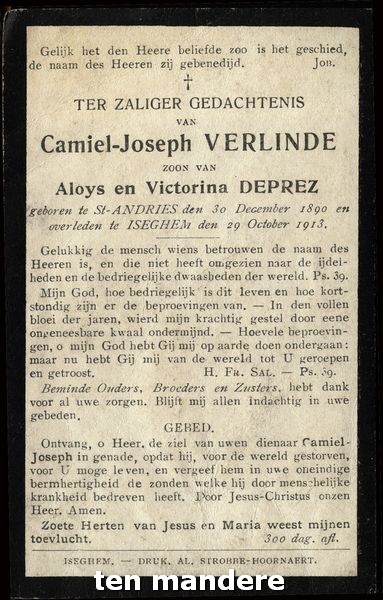 Gelijk het den Heere beliefde zoo is het geschied,
de naam des Heeren zij gebenedijd. Jon.
†
TER ZALIGER GEDACHTENIS
VAN
Camiel-Joseph VERLINDE
ZOON VAN
Aloys en Victorina DEPREZ
geboren te St-ANDRIES den 30 December 1890 en
overleden te ISEGHEM den 29 October 1913.
Gelukkig de mensch wiens betrouwen de naam des
Heeren is, en die niet heeft omgezien naar de ijdel-
heden en de bedriegelijke dwaasheden der wereld. Ps. 39.
Mijn God, hoe bedriegelijk is dit leven en hoe kort-
stondig zijn er de beproevingen van. — In den vollen
bloei der jaren, wierd mijn krachtig gestel door eene
ongeneesbare kwaal ondermijnd. — Hoevele beproevin-
gen, o mijn God hebt Gij mij op aarde doen ondergaan:
maar nu hebt Gij mij van de wereld tot U geroepen
en getroost. H. FR. SAL. — Ps. 39.
Beminde Ouders, Broeders en Zusters, hebt dank
voor al uwe zorgen. Blijft mij allen indachtig in uwe
gebeden.
GEBED.
Ontvang, o Heer, de ziel van uwen dienaar Camiel-
Joseph in genade, opdat hij, voor de wereld gestorven,
voor U moge leven, en vergeef hem in uwe oneindige
bermhertigheid de zonden welke hij door menschelijke
krankheid bedreven heeft. Door Jesus-Christus onzen
Heer. Amen.
Zoete Herten van Jesus en Maria weest mijnen
toevlucht. 300 dag. afl.
ISEGHEM. — DRUK. AL. STROBBE-HOORNAERT.
ten mandere